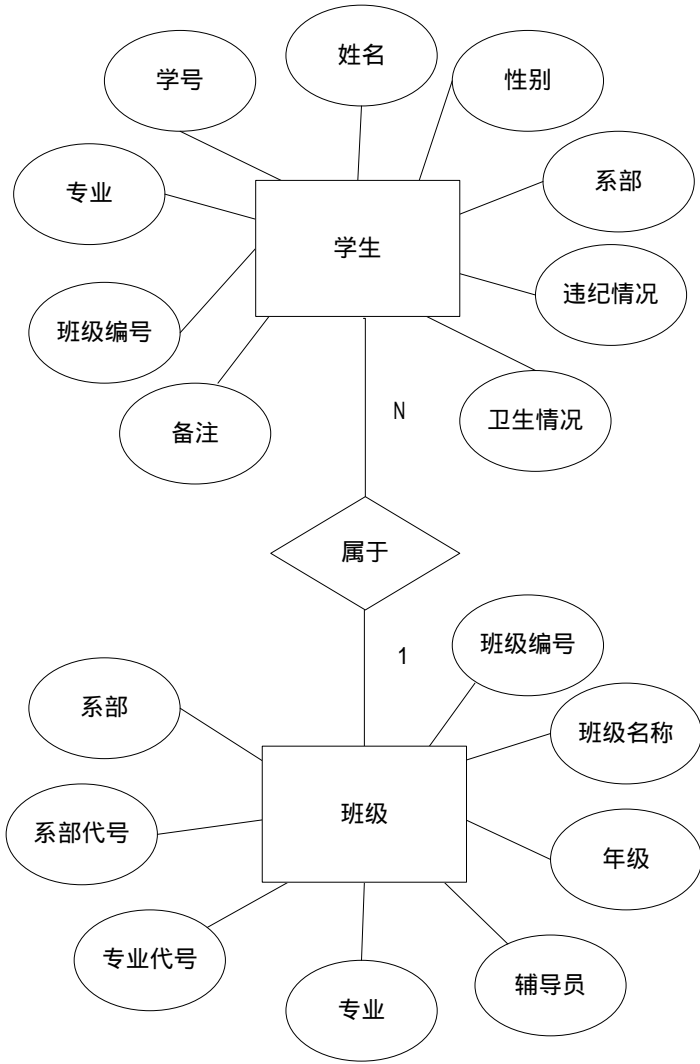 姓名
学号
性别
专业
系部
学生
违纪情况
班级编号
备注
N
卫生情况
属于
1
班级编号
系部
班级名称
班级
系部代号
年级
专业代号
辅导员
专业